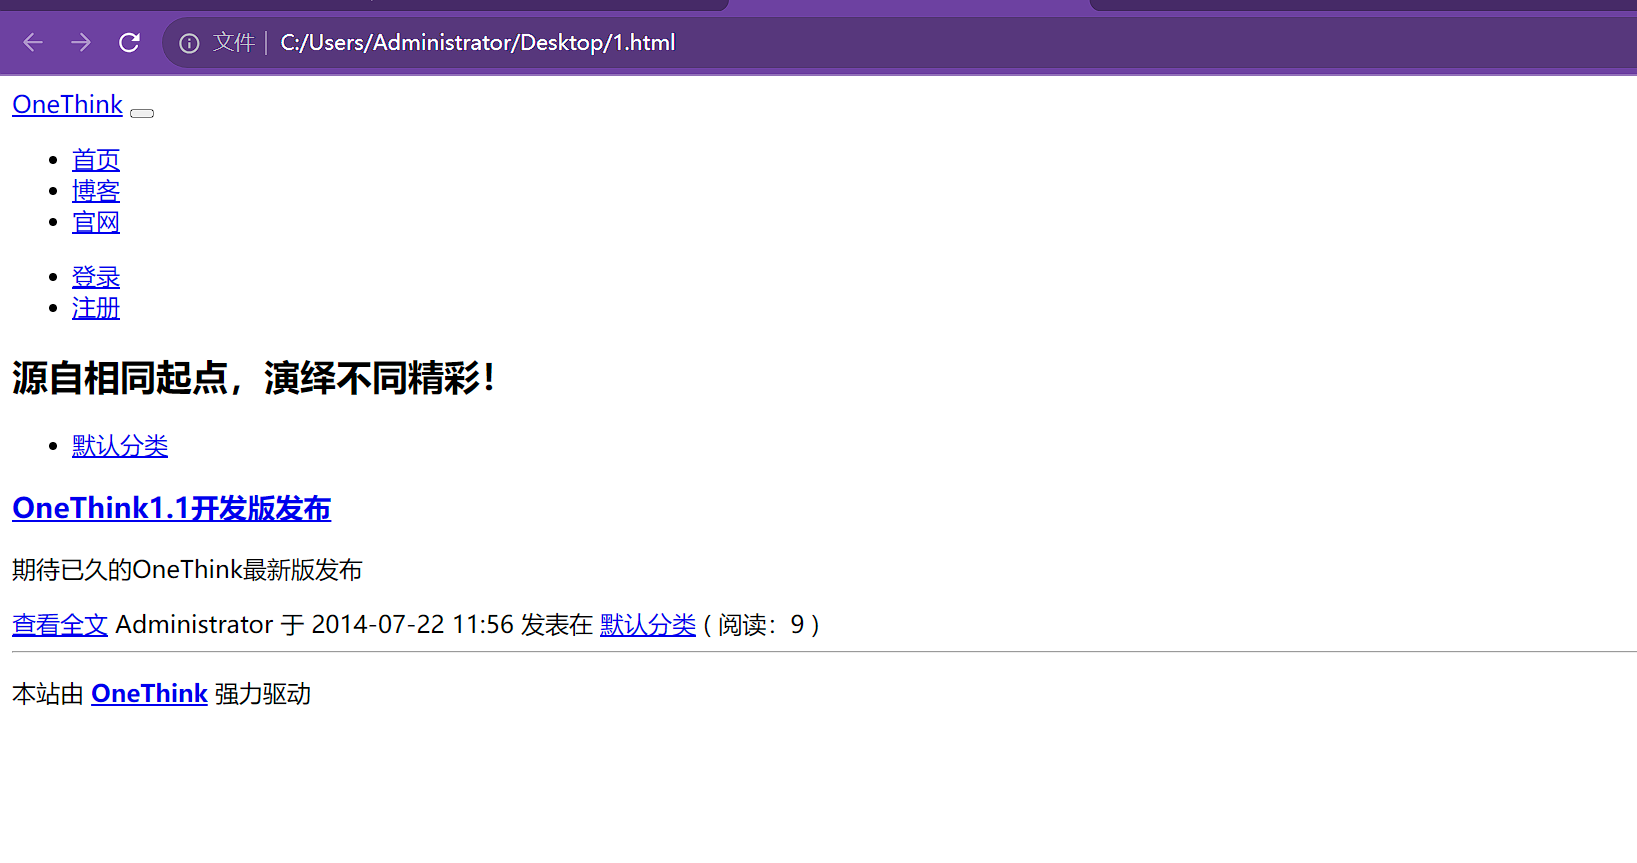 文件 C:/Users/Administrator/Desktop/1.html
OneThink
首页
博客
官网
登录
注册
源自相同起点，演绎不同精彩！
默认分类
OneThink1.1开发版发布
期待已久的OneThink最新版发布
查看全文 Administrator 于 2014-07-22 11:56 发表在 默认分类 ( 阅读：9 )
本站由 OneThink 强力驱动